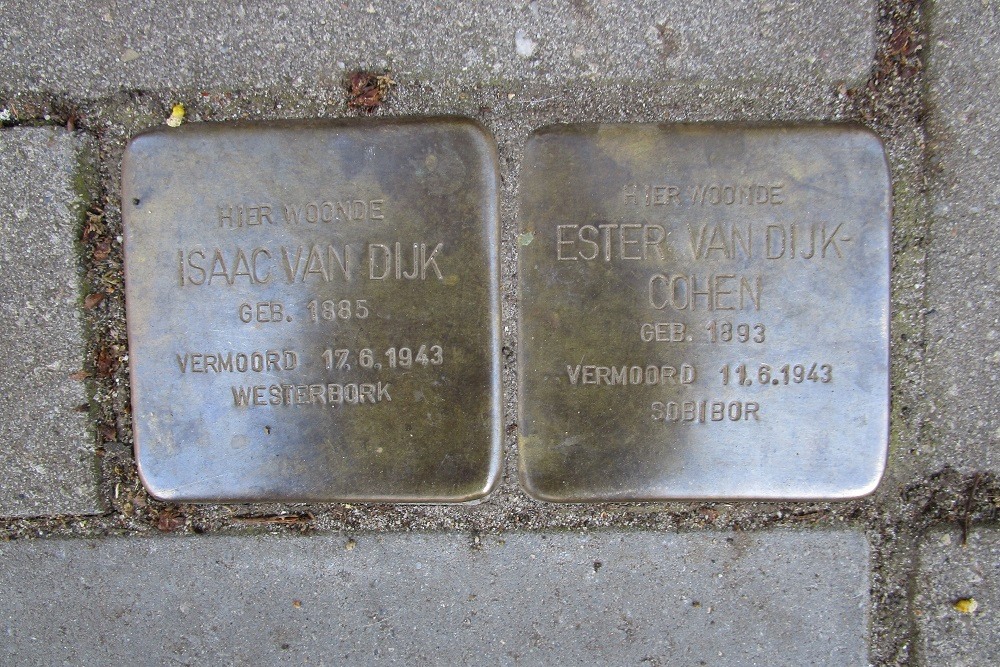 HIER WOONDE
ISAAC VAN DIJK
GEB. 1885
VERMOORD 17.6.1943
WESTERBORK
HIER WOONDE
ESTER VAN DIJK-
COHEN
GEB. 1893
VERMOORD 11.6.1943
SOBIBOR